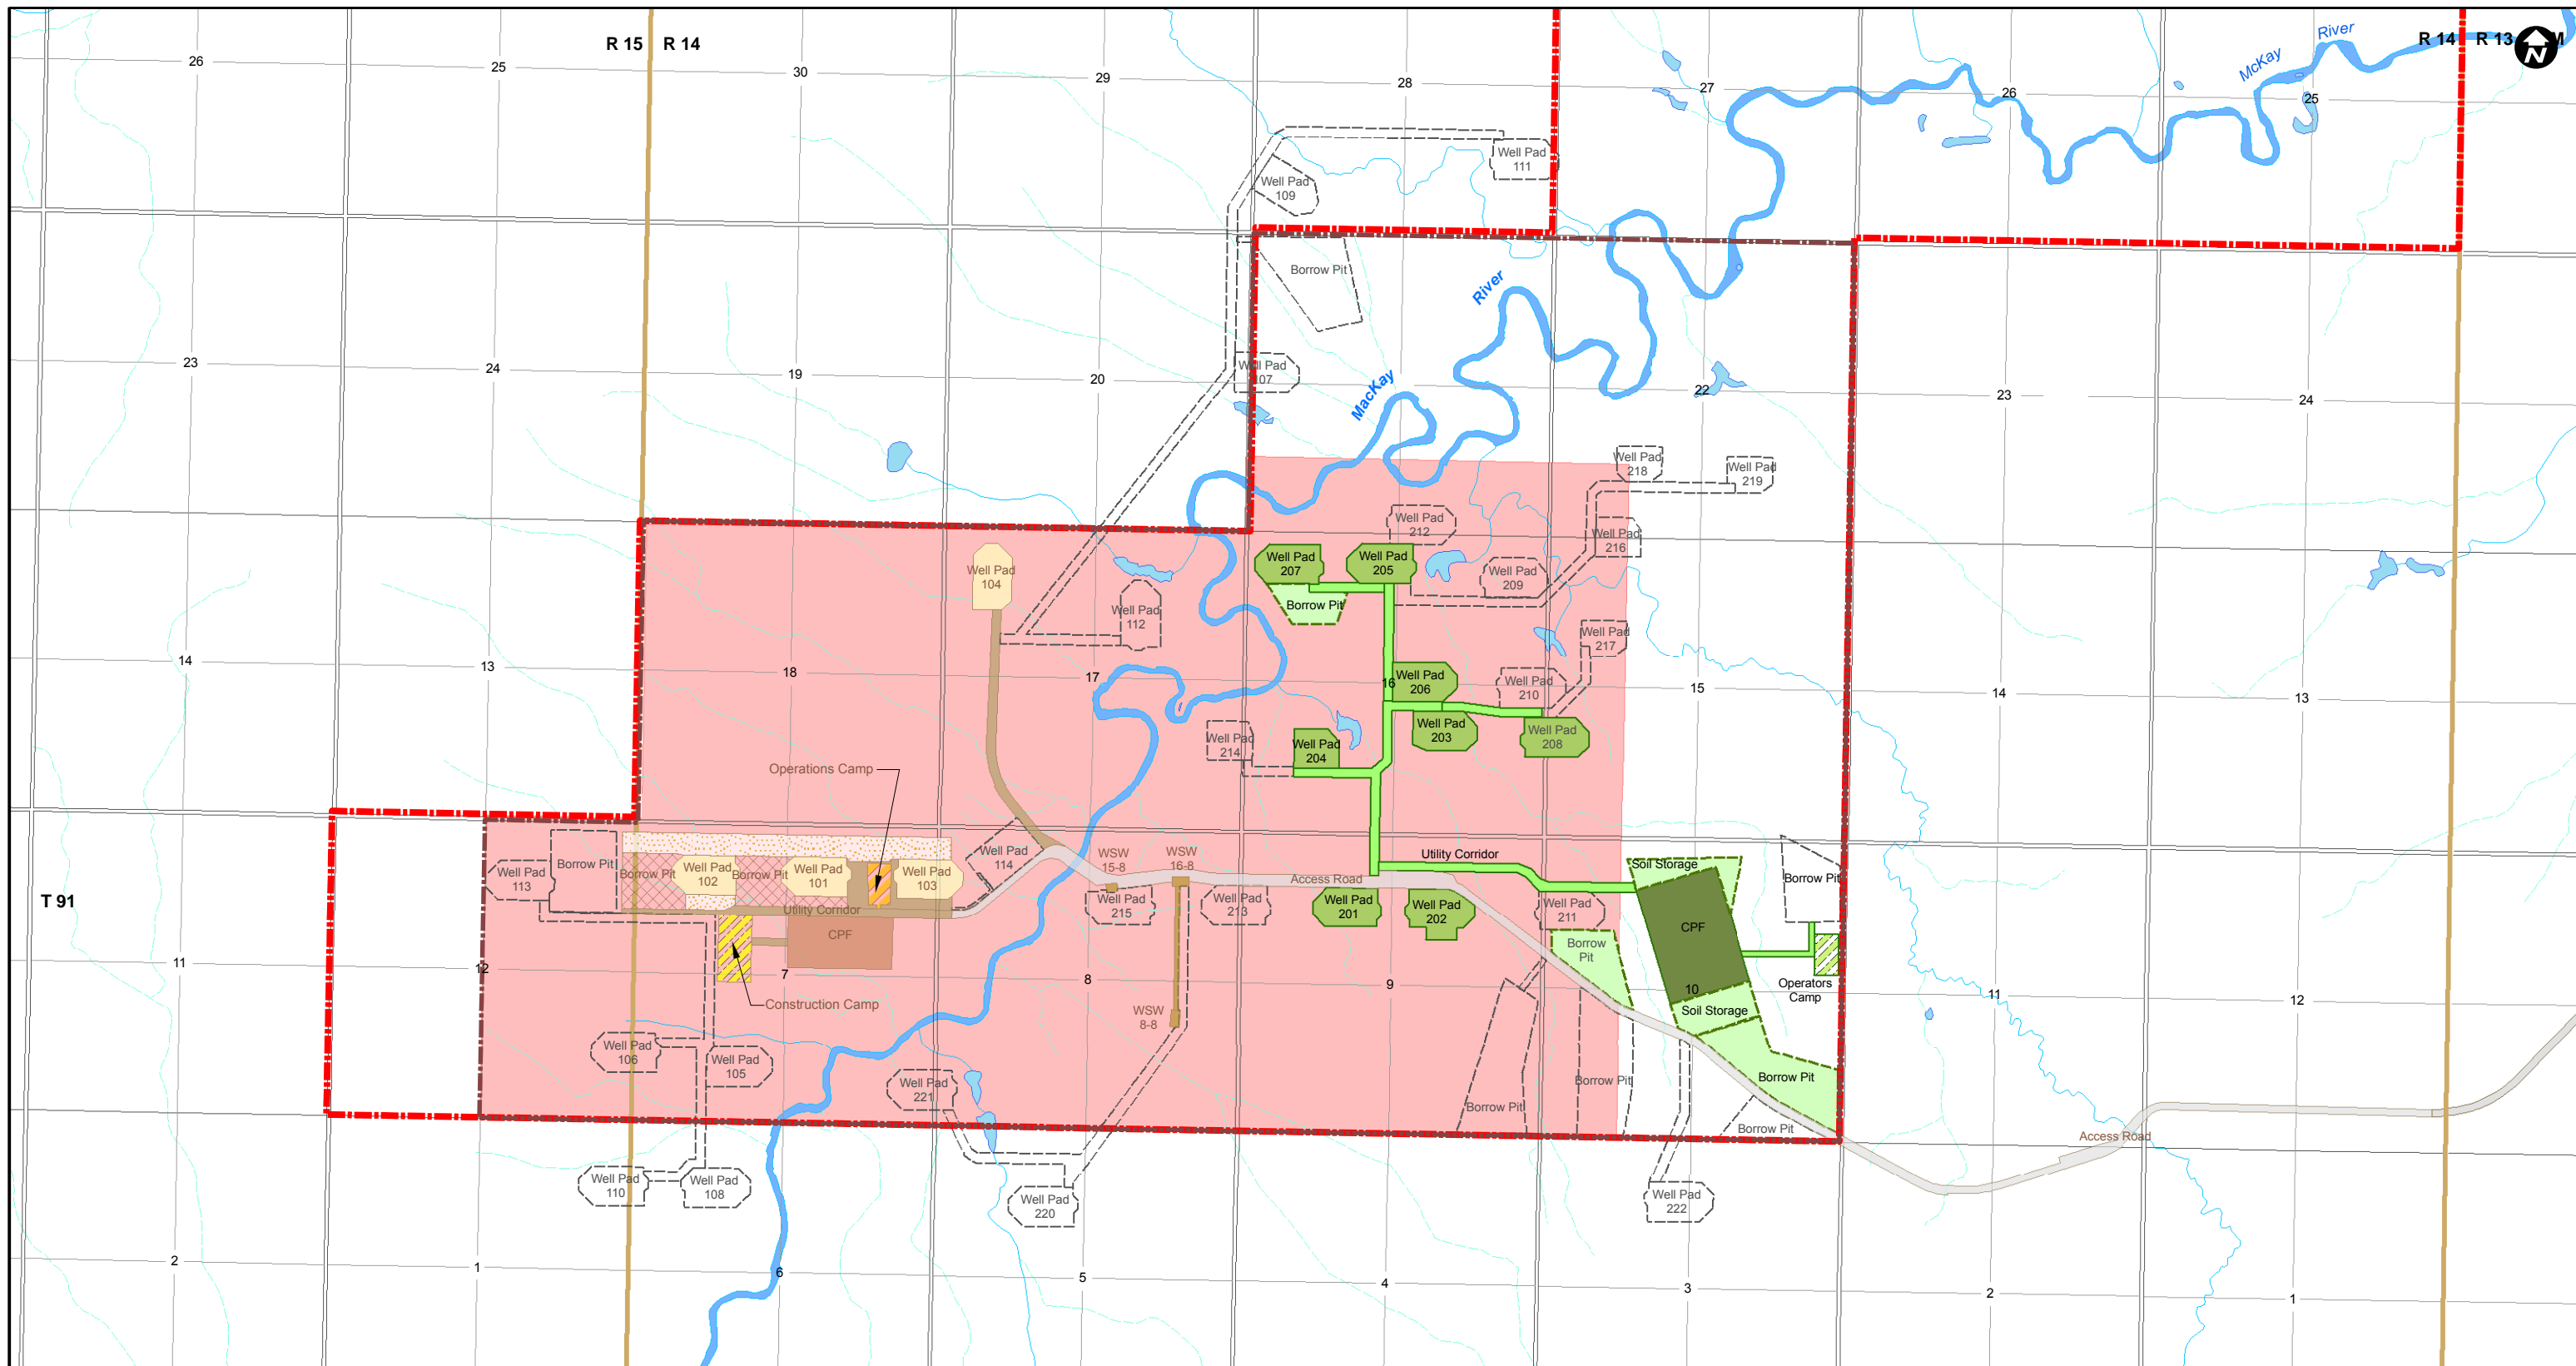 R 15
R 14
R 14
R 13
M
N
McKay
River
26
25
30
29
28
27
26
25
Well Pad
111
Well Pad
109
Borrow Pit
River
MacKay
23
24
19
20
Well Pad
107
22
23
24
Well Pad
218
Well Pad
219
Well Pad
212
Well Pad
216
Well Pad
104
Well Pad
207
Well Pad
205
Well Pad
209
Borrow Pit
Well Pad
112
Well Pad
217
14
13
18
17
16
Well Pad
206
Well Pad
210
15
14
13
Well Pad
214
Well Pad
204
Well Pad
203
Well Pad
208
Operations Camp
T 91
Well Pad
113
Borrow Pit
Borrow Pit
Well Pad
102
Borrow Pit
Well Pad
101
Well Pad
103
Well Pad
114
WSW
15-8
WSW
16-8
Access Road
Utility Corridor
Soil Storage
Borrow Pit
Utility Corridor
Well Pad
215
Well Pad
213
Well Pad
201
Well Pad
202
Well Pad
211
CPF
CPF
Borrow
Pit
11
12
7
8
9
10
11
12
Operators
Camp
Construction Camp
WSW
8-8
Soil Storage
Well Pad
106
Well Pad
105
Well Pad
221
Borrow Pit
Borrow Pit
Borrow Pit
Borrow Pit
Access Road
Well Pad
110
Well Pad
108
Well Pad
220
Well Pad
222
2
1
6
5
4
3
2
1